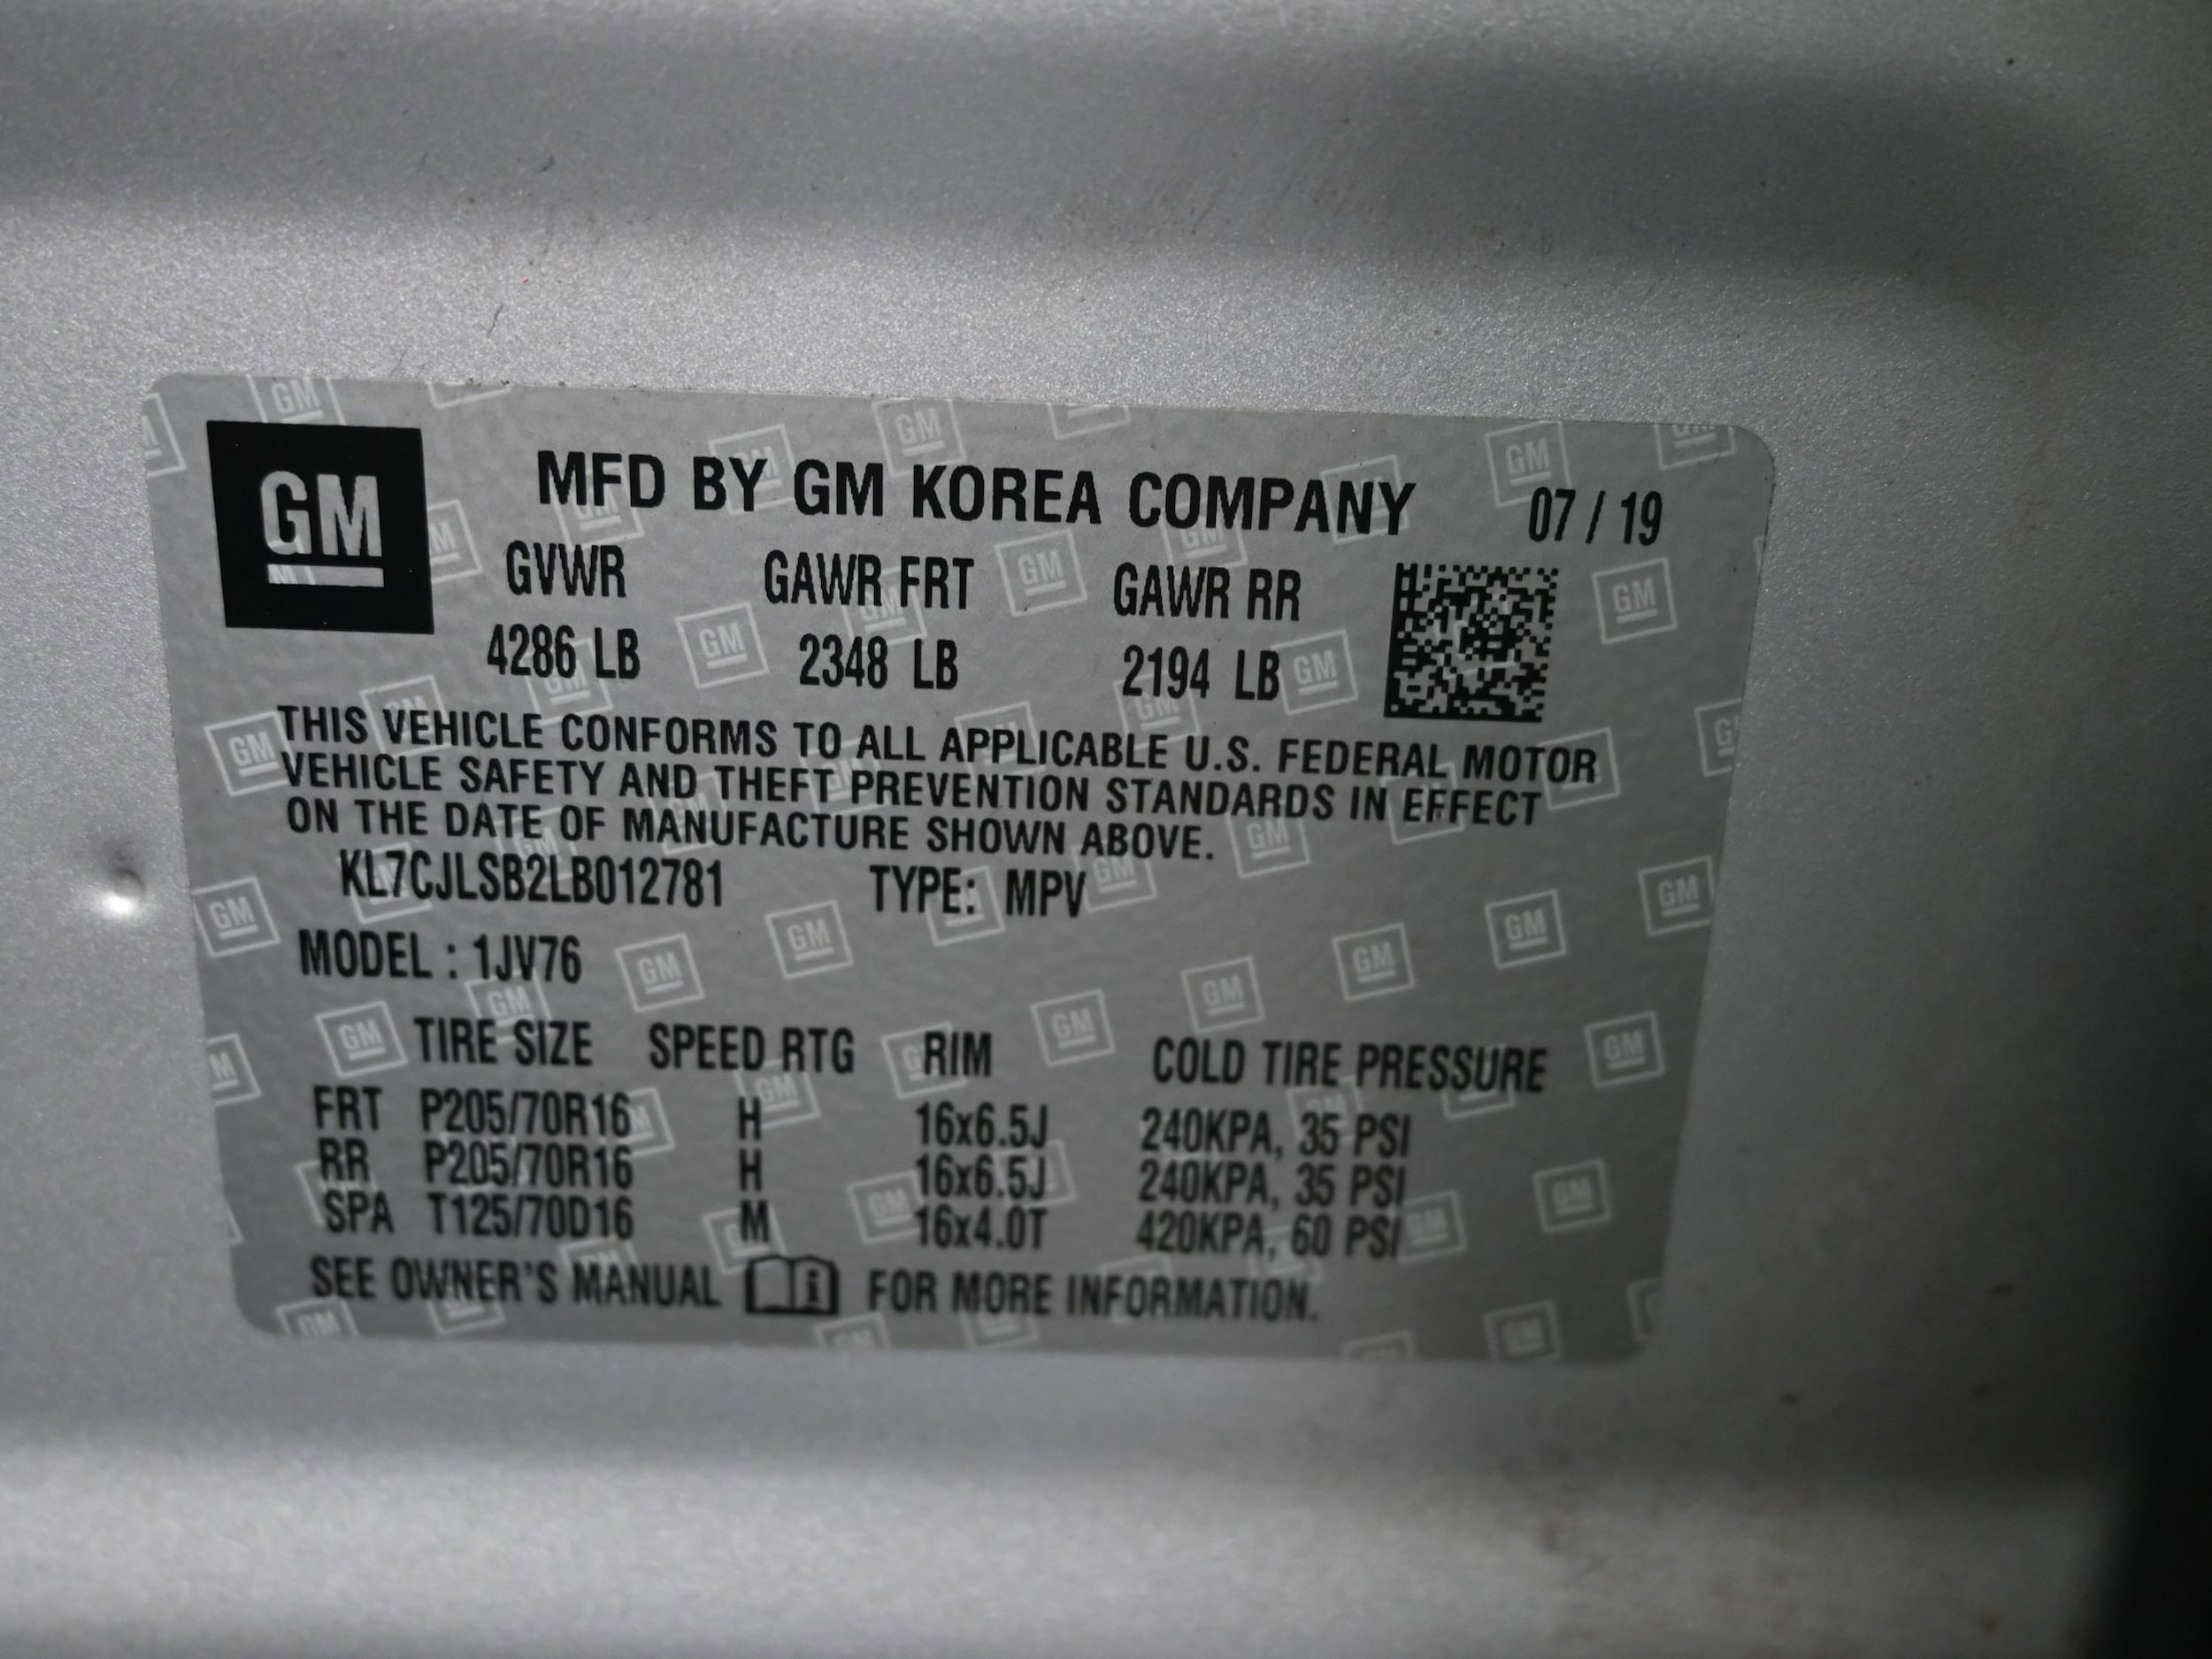 GM
MFD BY GM KOREA COMPANY 07 / 19
GVWR GAWR FRT GAWR RR
4286 LB 2348 LB 2194 LB
THIS VEHICLE CONFORMS TO ALL APPLICABLE U.S. FEDERAL MOTOR
VEHICLE SAFETY AND THEFT PREVENTION STANDARDS IN EFFECT
ON THE DATE OF MANUFACTURE SHOWN ABOVE.
KL7CJLSB2LB012781 TYPE: MPV
MODEL : 1JV76
TIRE SIZE SPEED RTG RIM COLD TIRE PRESSURE
FRT P205/70R16 H 16x6.5J 240KPA, 35 PSI
RR P205/70R16 H 16x6.5J 240KPA, 35 PSI
SPA T125/70D16 M 16x4.0T 420KPA, 60 PSI
SEE OWNER'S MANUAL i FOR MORE INFORMATION.